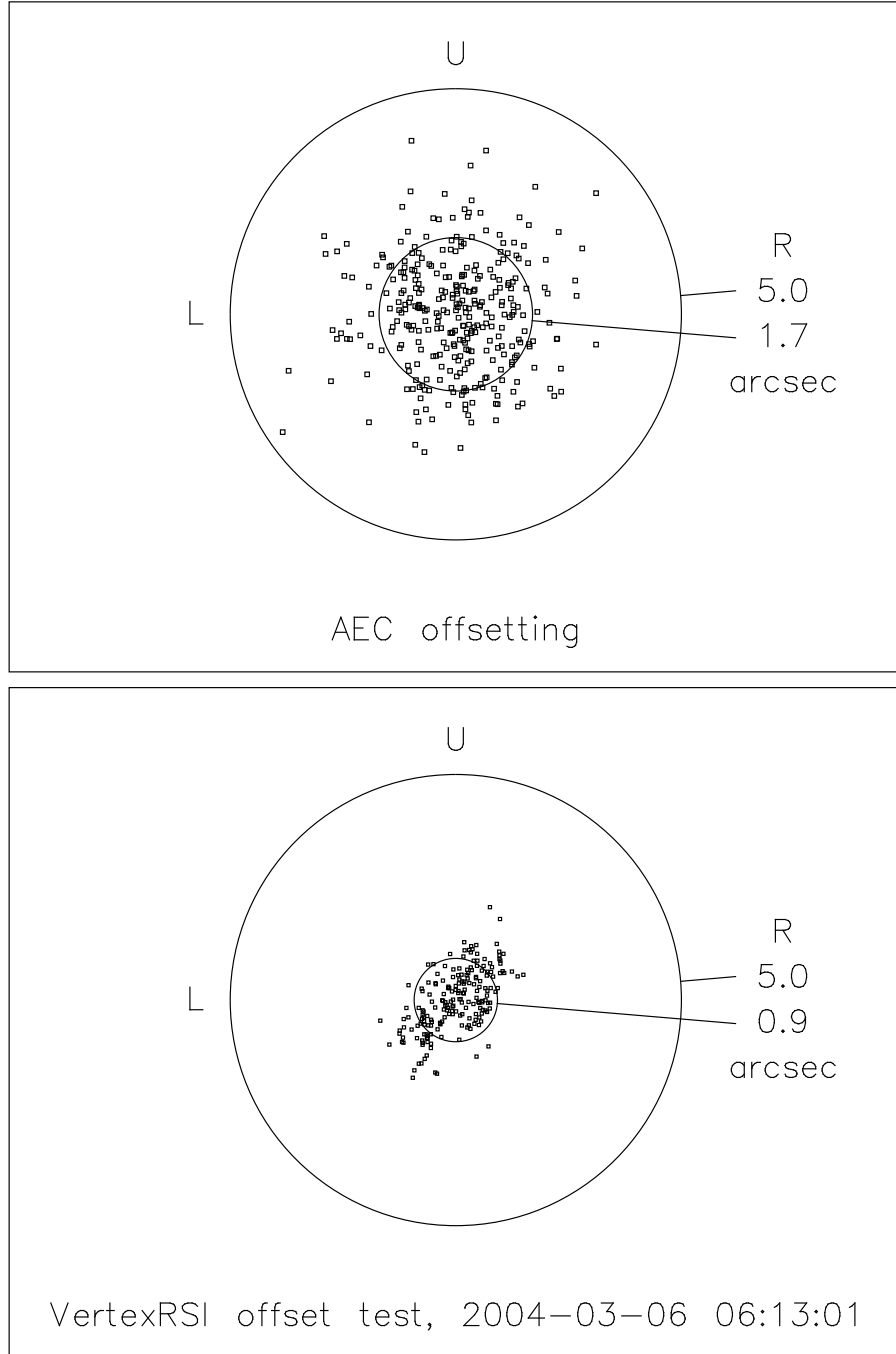 U
L
R
5.0
1.7
arcsec
AEC offsetting
U
L
R
5.0
0.9
arcsec
VertexRSI offset test, 2004-03-06 06:13:01